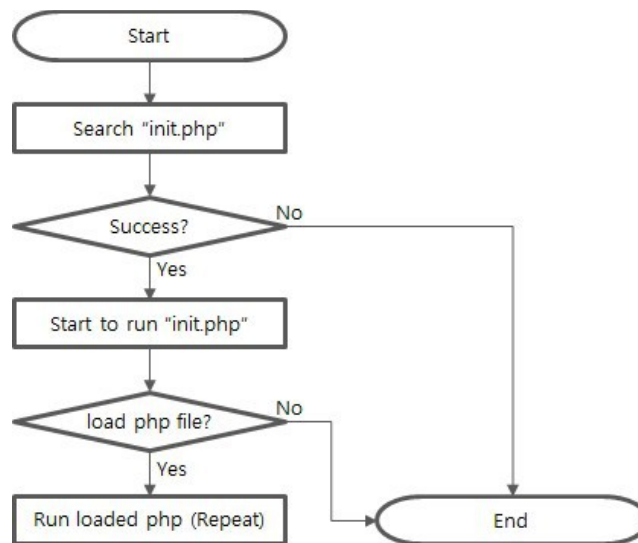 Start
Search "init.php"
Success?
No
Yes
Start to run "init.php"
load php file?
No
Yes
Run loaded php (Repeat)
End